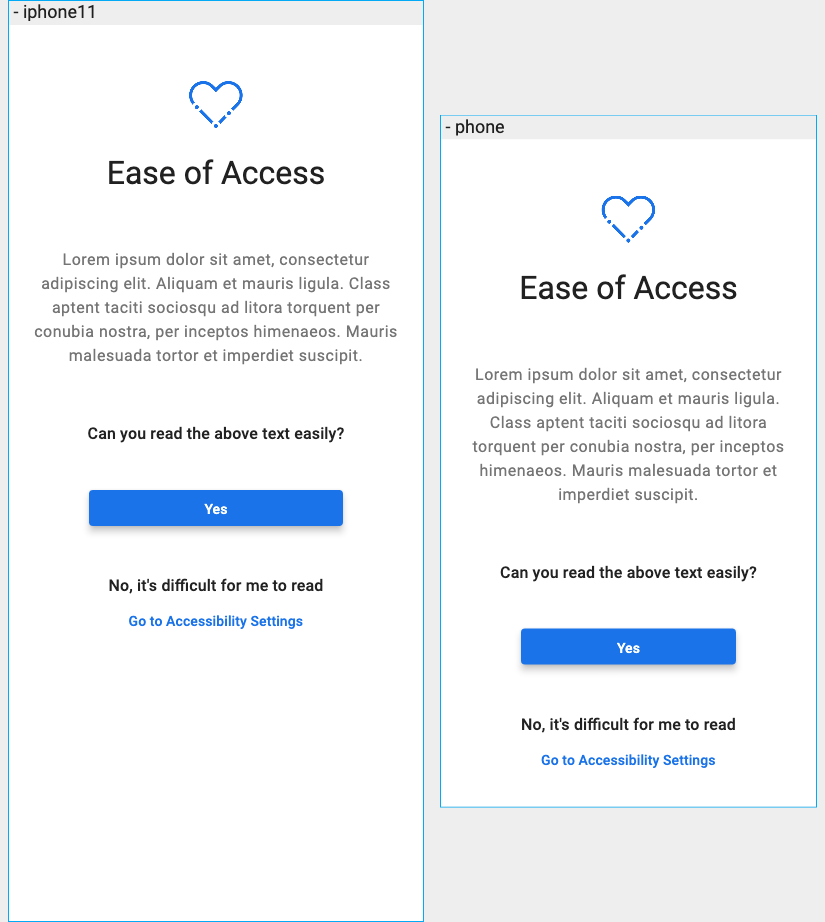 - iphone11
Ease of Access
Lorem ipsum dolor sit amet, consectetur
adipiscing elit. Aliquam et mauris ligula. Class
aptent taciti sociosqu ad litora torquent per
conubia nostra, per inceptos himenaeos. Mauris
malesuada tortor et imperdiet suscipit.
Can you read the above text easily?
Yes
No, it's difficult for me to read
Go to Accessibility Settings
- phone
Ease of Access
Lorem ipsum dolor sit amet, consectetur
adipiscing elit. Aliquam et mauris ligula.
Class aptent taciti sociosqu ad litora
torquent per conubia nostra, per inceptos
himenaeos. Mauris malesuada tortor et
imperdiet suscipit.
Can you read the above text easily?
Yes
No, it's difficult for me to read
Go to Accessibility Settings